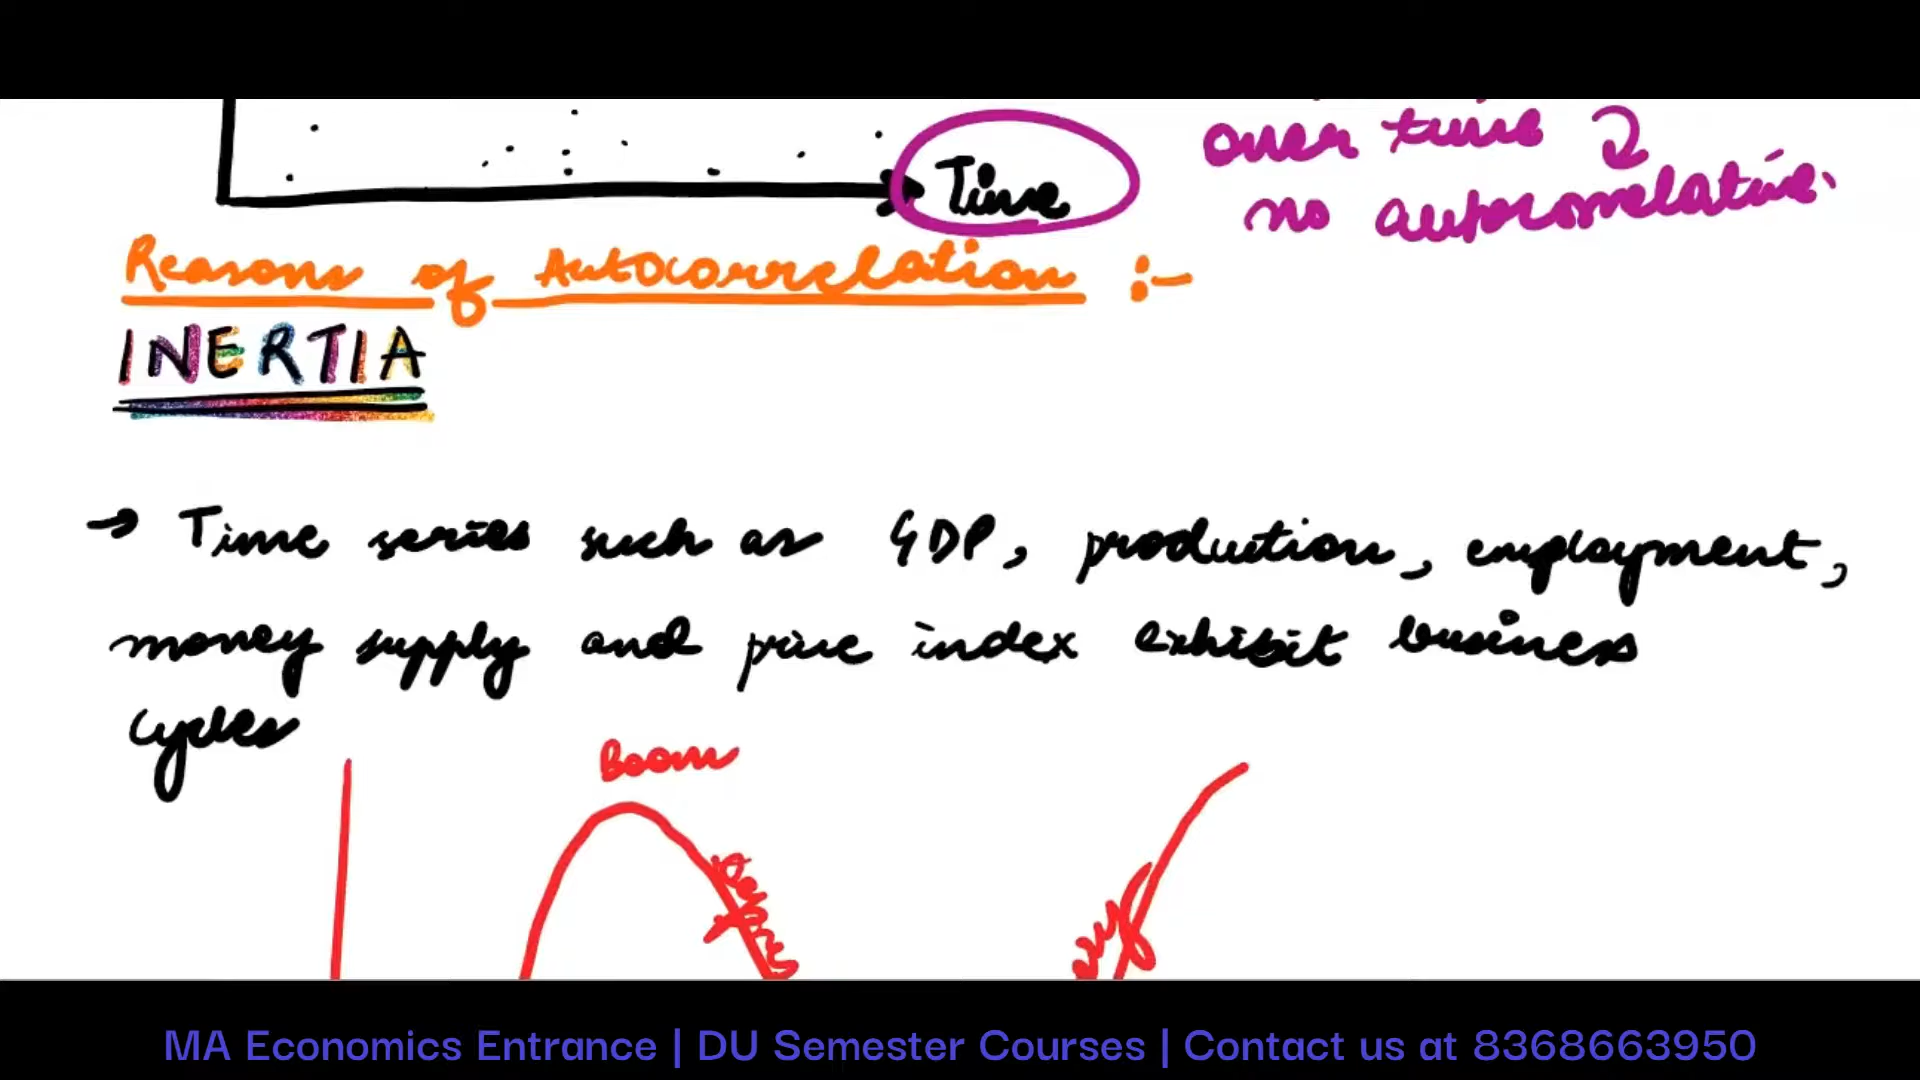 over time
Time
no autocorrelation.
Reasons of Autocorrelation :-
INERTIA
→ Time series such as GDP, production, employment,
money supply and price index exhibit business
cycles
Boom
MA Economics Entrance | DU Semester Courses | Contact us at 8368663950